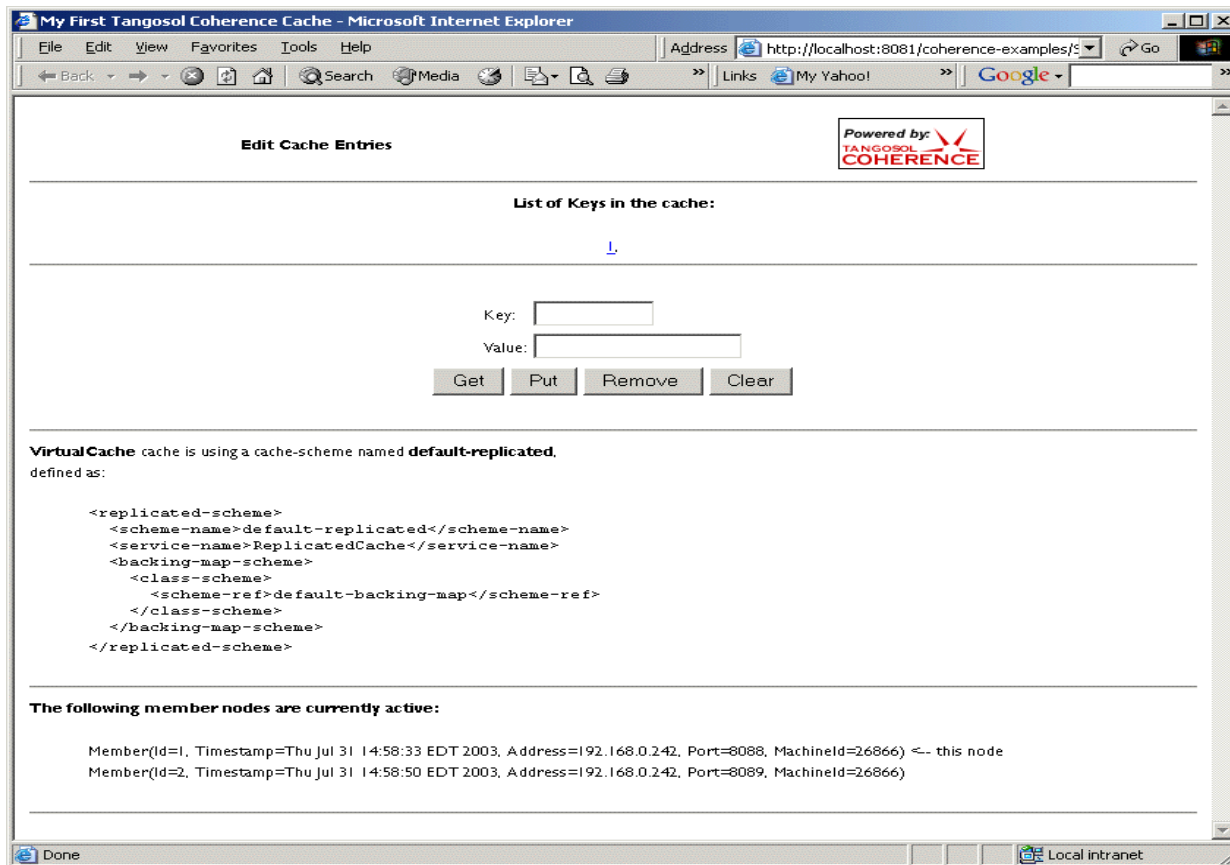 My First Tangosol Coherence Cache - Microsoft Internet Explorer
File Edit View Favorites Tools Help Address http://localhost:8081/coherence-examples/S Go
Back Search Media » Links My Yahoo! » Google »
Edit Cache Entries
Powered by:
TANGOSOL
COHERENCE
List of Keys in the cache:
1,
Key:
Value:
Get Put Remove Clear
VirtualCache cache is using a cache-scheme named default-replicated,
defined as:
<replicated-scheme>
<scheme-name>default-replicated</scheme-name>
<service-name>ReplicatedCache</service-name>
<backing-map-scheme>
<class-scheme>
<scheme-ref>default-backing-map</scheme-ref>
</class-scheme>
</backing-map-scheme>
</replicated-scheme>
The following member nodes are currently active:
Member(Id=1, Timestamp=Thu Jul 31 14:58:33 EDT 2003, Address=192.168.0.242, Port=8088, MachineId=26866) <-- this node
Member(Id=2, Timestamp=Thu Jul 31 14:58:50 EDT 2003, Address=192.168.0.242, Port=8089, MachineId=26866)
Done Local intranet